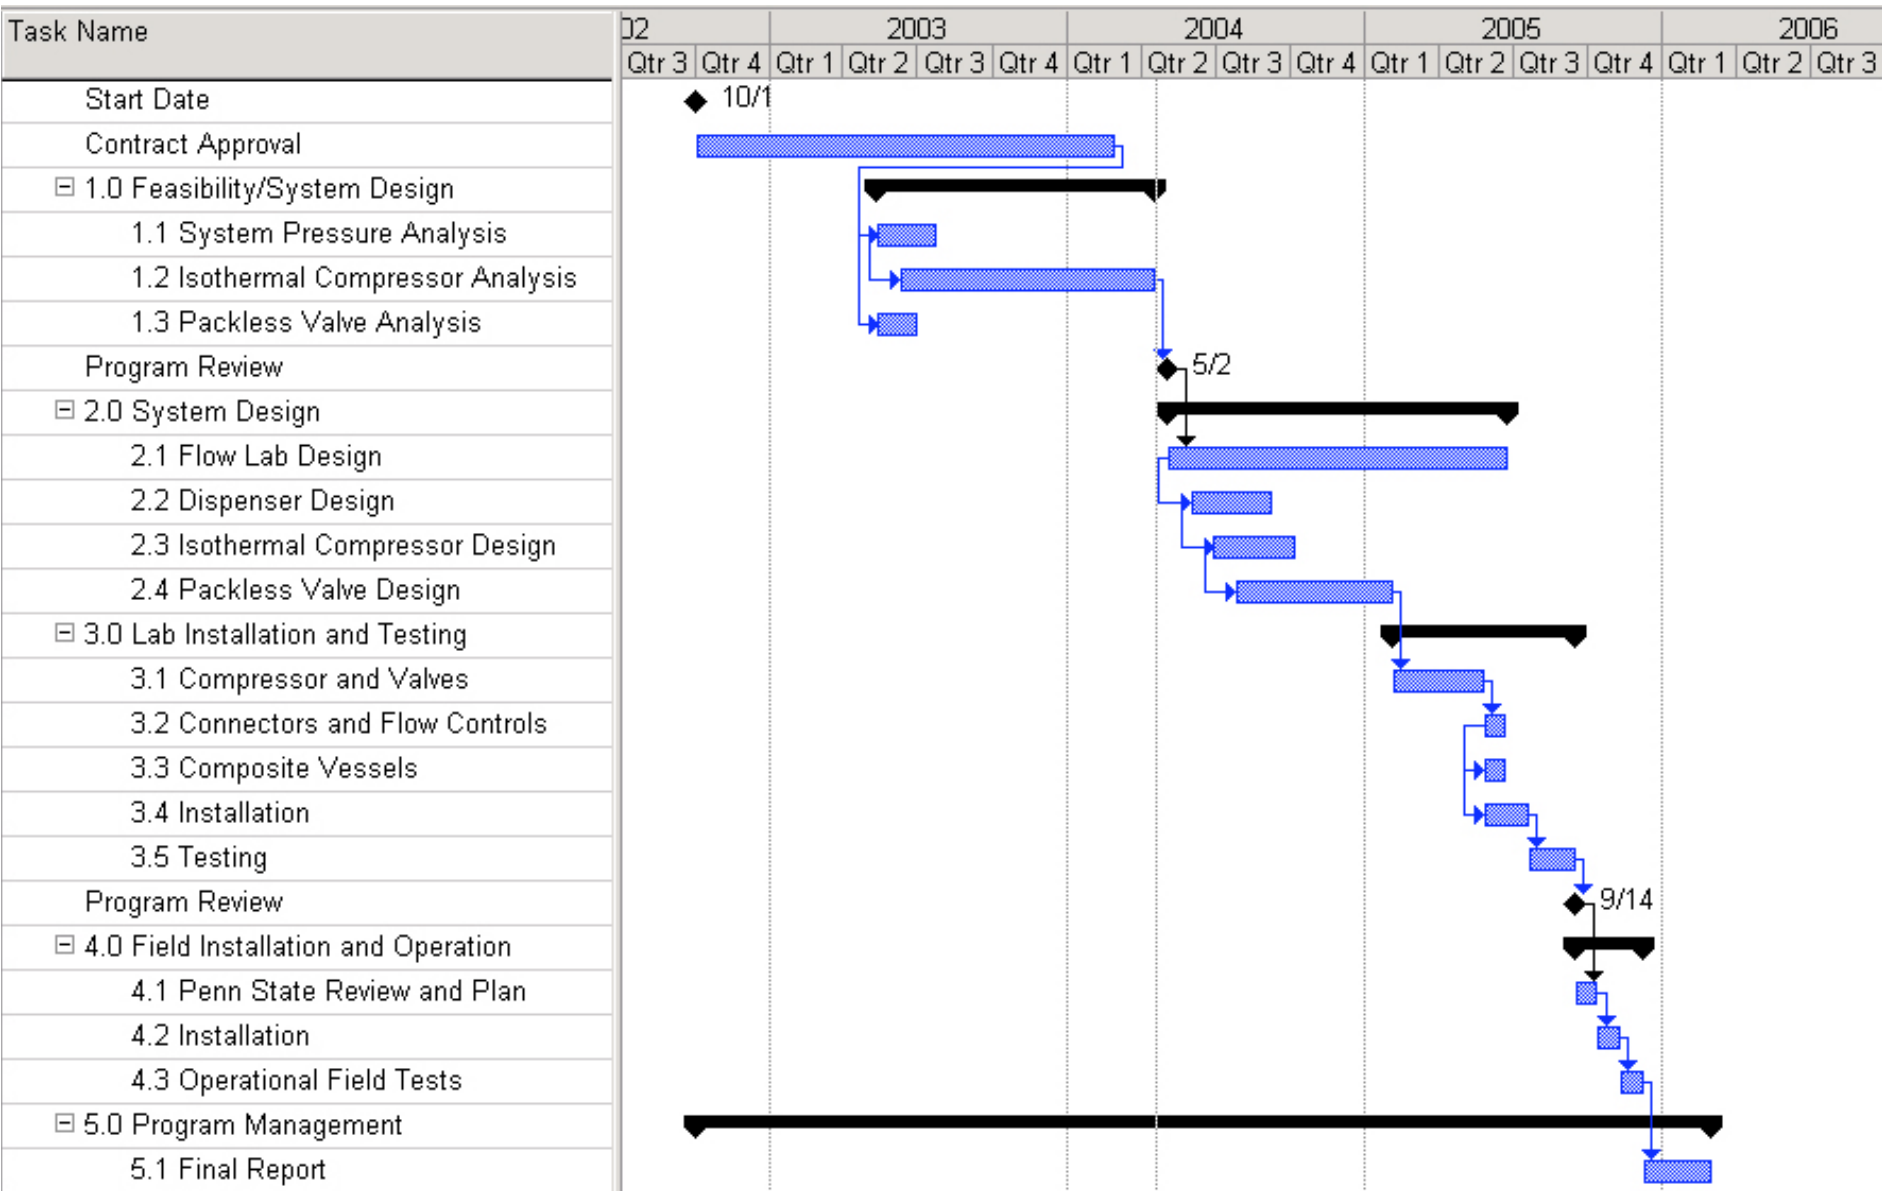 Task Name
02 2003 2004 2005 2006
Qtr 3 Qtr 4 Qtr 1 Qtr 2 Qtr 3 Qtr 4 Qtr 1 Qtr 2 Qtr 3 Qtr 4 Qtr 1 Qtr 2 Qtr 3 Qtr 4 Qtr 1 Qtr 2 Qtr 3
Start Date 10/1
Contract Approval
1.0 Feasibility/System Design
1.1 System Pressure Analysis
1.2 Isothermal Compressor Analysis
1.3 Packless Valve Analysis
Program Review 5/2
2.0 System Design
2.1 Flow Lab Design
2.2 Dispenser Design
2.3 Isothermal Compressor Design
2.4 Packless Valve Design
3.0 Lab Installation and Testing
3.1 Compressor and Valves
3.2 Connectors and Flow Controls
3.3 Composite Vessels
3.4 Installation
3.5 Testing
Program Review 9/14
4.0 Field Installation and Operation
4.1 Penn State Review and Plan
4.2 Installation
4.3 Operational Field Tests
5.0 Program Management
5.1 Final Report